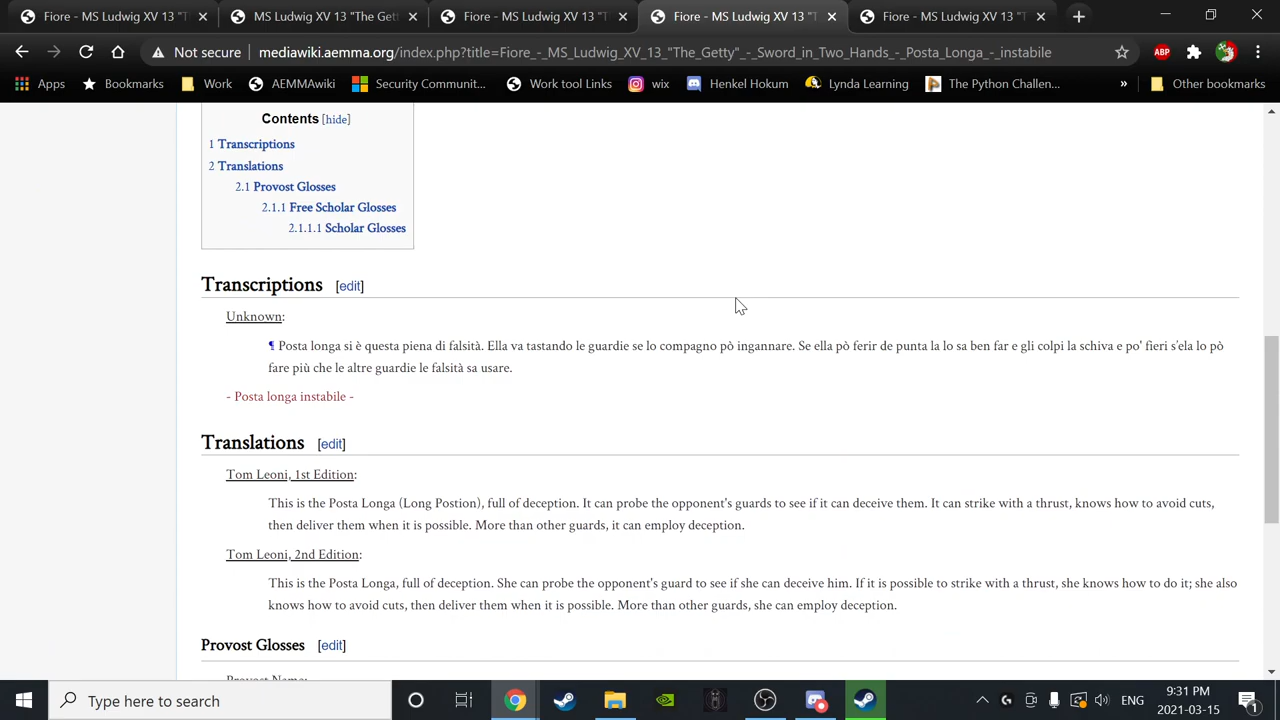 Fiore - MS Ludwig XV 13 "T
MS Ludwig XV 13 "The Gett
Fiore - MS Ludwig XV 13 "T
Fiore - MS Ludwig XV 13 "T
Fiore - MS Ludwig XV 13 "T
Not secure mediawiki.aemma.org/index.php?title=Fiore_-_MS_Ludwig_XV_13_"The_Getty"_-_Sword_in_Two_Hands_-_Posta_Longa_-_instabile
ABP
Apps Bookmarks Work AEMMAwiki Security Communit... Work tool Links wix Henkel Hokum Lynda Learning The Python Challen... » Other bookmarks
Contents [hide]
1 Transcriptions
2 Translations
2.1 Provost Glosses
2.1.1 Free Scholar Glosses
2.1.1.1 Scholar Glosses
Transcriptions [edit]
Unknown:
¶ Posta longa si è questa piena di falsità. Ella va tastando le guardie se lo compagno pò ingannare. Se ella pò ferir de punta la lo sa ben far e gli colpi la schiva e po' fieri s'ela lo pò
fare più che le altre guardie le falsità sa usare.
- Posta longa instabile -
Translations [edit]
Tom Leoni, 1st Edition:
This is the Posta Longa (Long Postion), full of deception. It can probe the opponent's guards to see if it can deceive them. It can strike with a thrust, knows how to avoid cuts,
then deliver them when it is possible. More than other guards, it can employ deception.
Tom Leoni, 2nd Edition:
This is the Posta Longa, full of deception. She can probe the opponent's guard to see if she can deceive him. If it is possible to strike with a thrust, she knows how to do it; she also
knows how to avoid cuts, then deliver them when it is possible. More than other guards, she can employ deception.
Provost Glosses [edit]
Provost Name:
Type here to search
ENG
9:31 PM
2021-03-15
1